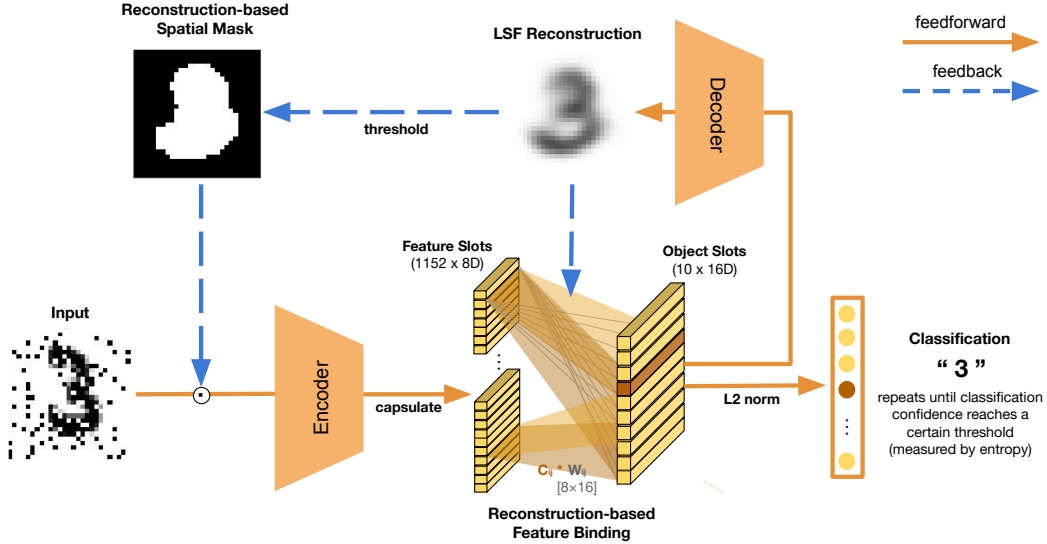 Reconstruction-based
Spatial Mask
LSF Reconstruction
feedforward
feedback
threshold
Decoder
Feature Slots
(1152 x 8D)
Object Slots
(10 x 16D)
Input
Encoder
capsulate
...
L2 norm
C_ij * W_ij
[8×16]
Reconstruction-based
Feature Binding
Classification
“ 3 ”
repeats until classification
confidence reaches a
certain threshold
(measured by entropy)